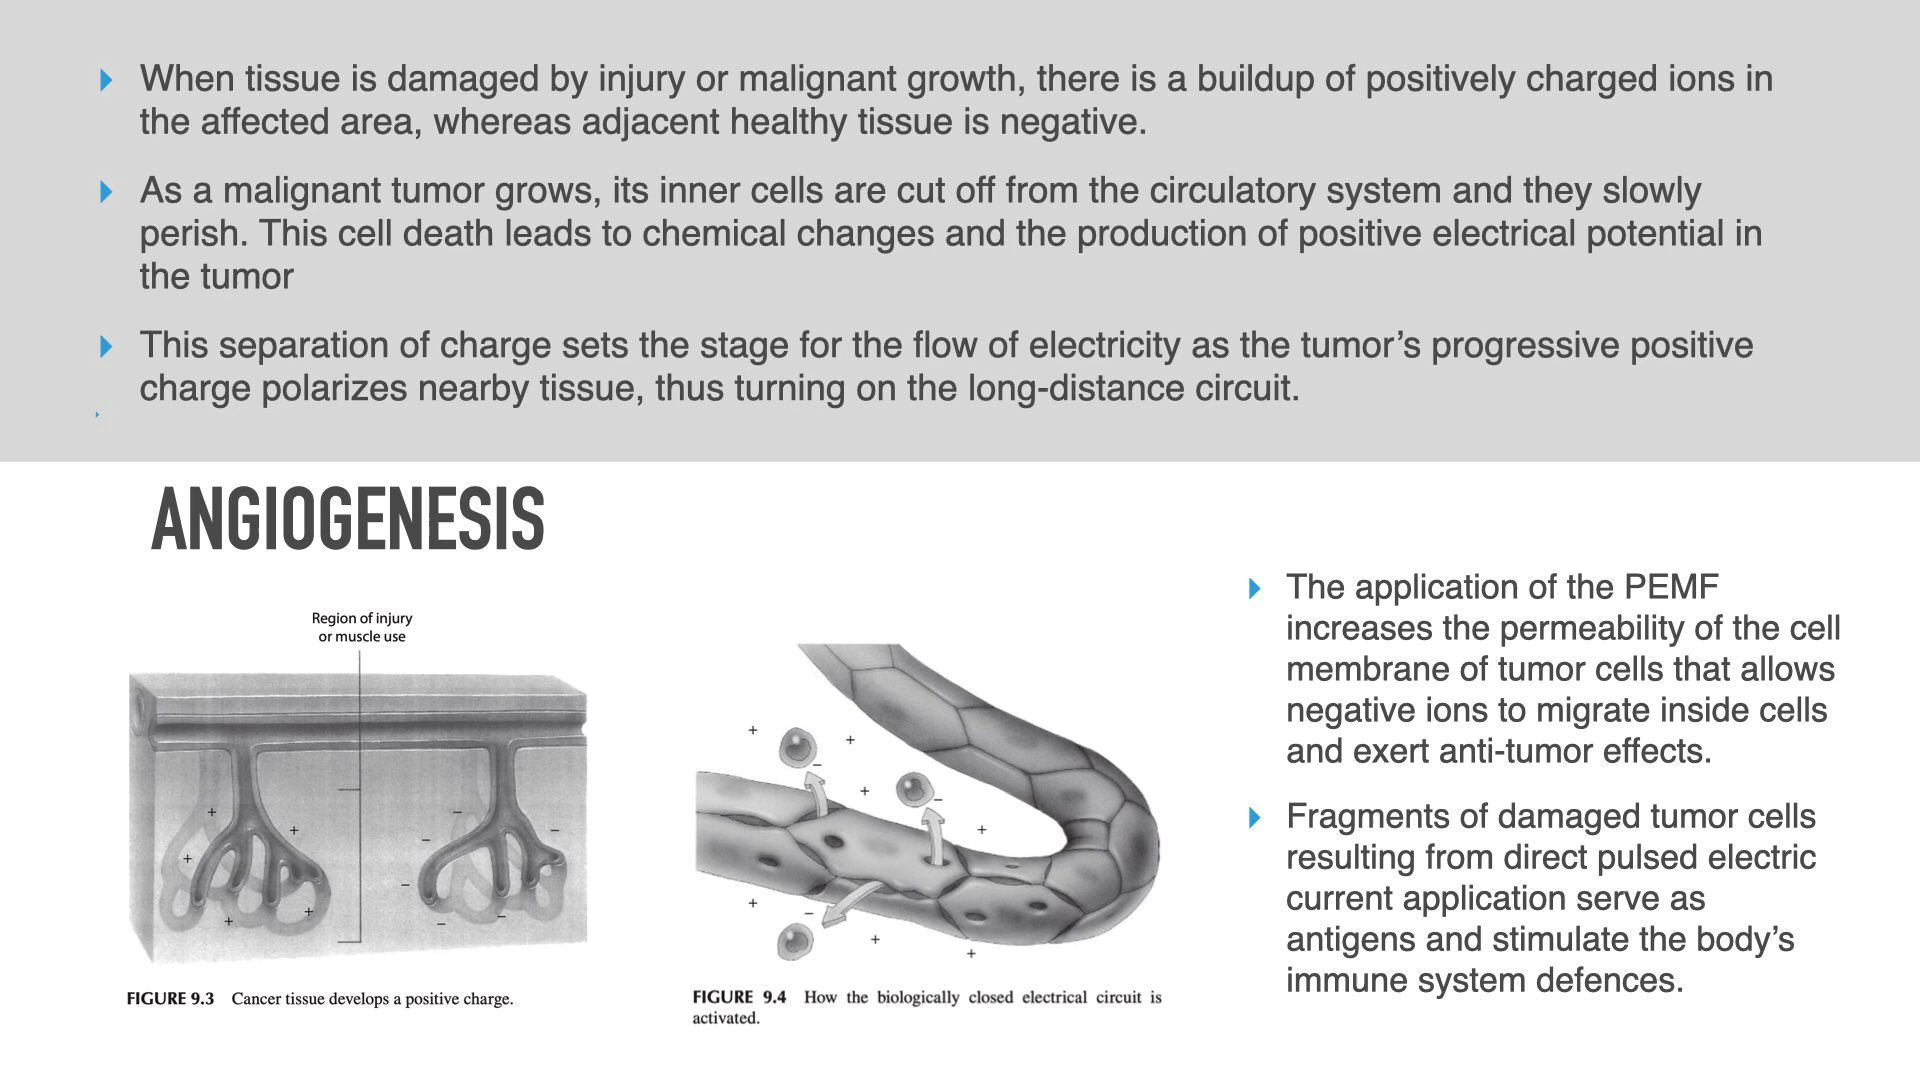 When tissue is damaged by injury or malignant growth, there is a buildup of positively charged ions in
the affected area, whereas adjacent healthy tissue is negative.
As a malignant tumor grows, its inner cells are cut off from the circulatory system and they slowly
perish. This cell death leads to chemical changes and the production of positive electrical potential in
the tumor
This separation of charge sets the stage for the flow of electricity as the tumor’s progressive positive
charge polarizes nearby tissue, thus turning on the long-distance circuit.
ANGIOGENESIS
Region of injury
or muscle use
FIGURE 9.3 Cancer tissue develops a positive charge.
FIGURE 9.4 How the biologically closed electrical circuit is
activated.
The application of the PEMF
increases the permeability of the cell
membrane of tumor cells that allows
negative ions to migrate inside cells
and exert anti-tumor effects.
Fragments of damaged tumor cells
resulting from direct pulsed electric
current application serve as
antigens and stimulate the body’s
immune system defences.